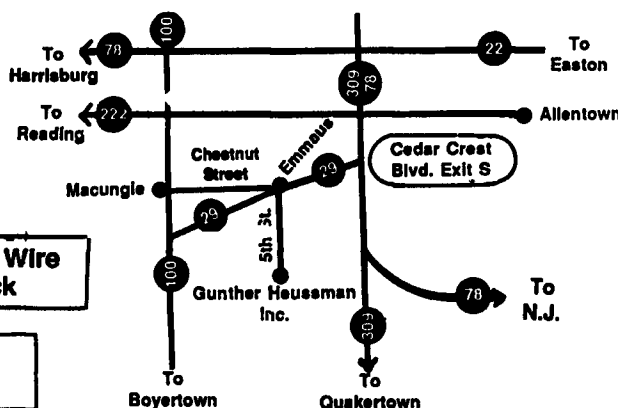 100
To
Harrisburg
78
22
To
Easton
309
78
To
Reading
222
Allentown
Chestnut
Street
Emmaus
Cedar Crest
Blvd. Exit S
Macungie
29
29
5th St.
Wire
ck
100
Gunther Heussman
Inc.
78
To
N.J.
309
To
Boyertown
To
Quakertown